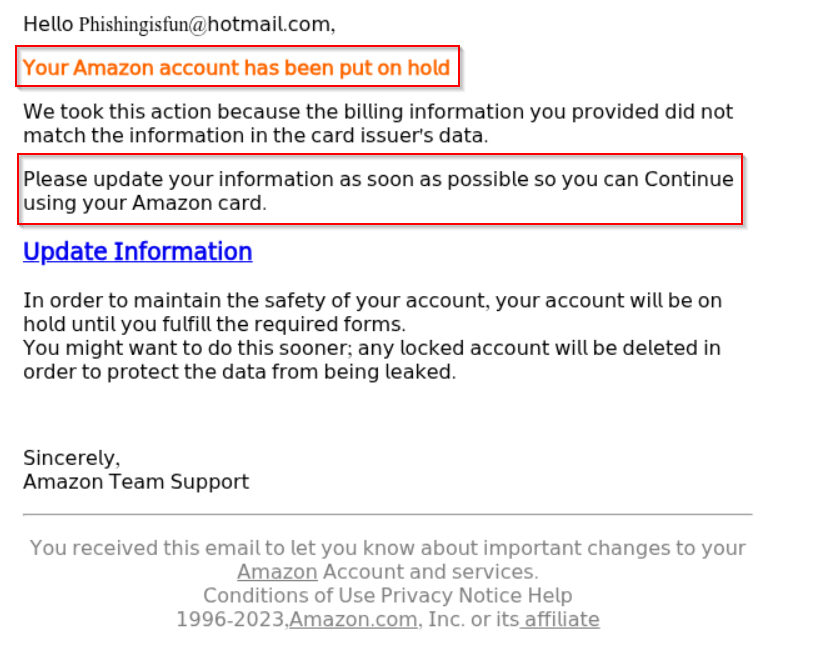 Hello Phishingisfun@hotmail.com,
Your Amazon account has been put on hold
We took this action because the billing information you provided did not
match the information in the card issuer's data.
Please update your information as soon as possible so you can Continue
using your Amazon card.
Update Information
In order to maintain the safety of your account, your account will be on
hold until you fulfill the required forms.
You might want to do this sooner; any locked account will be deleted in
order to protect the data from being leaked.
Sincerely,
Amazon Team Support
You received this email to let you know about important changes to your
Amazon Account and services.
Conditions of Use Privacy Notice Help
1996-2023,Amazon.com, Inc. or its affiliate